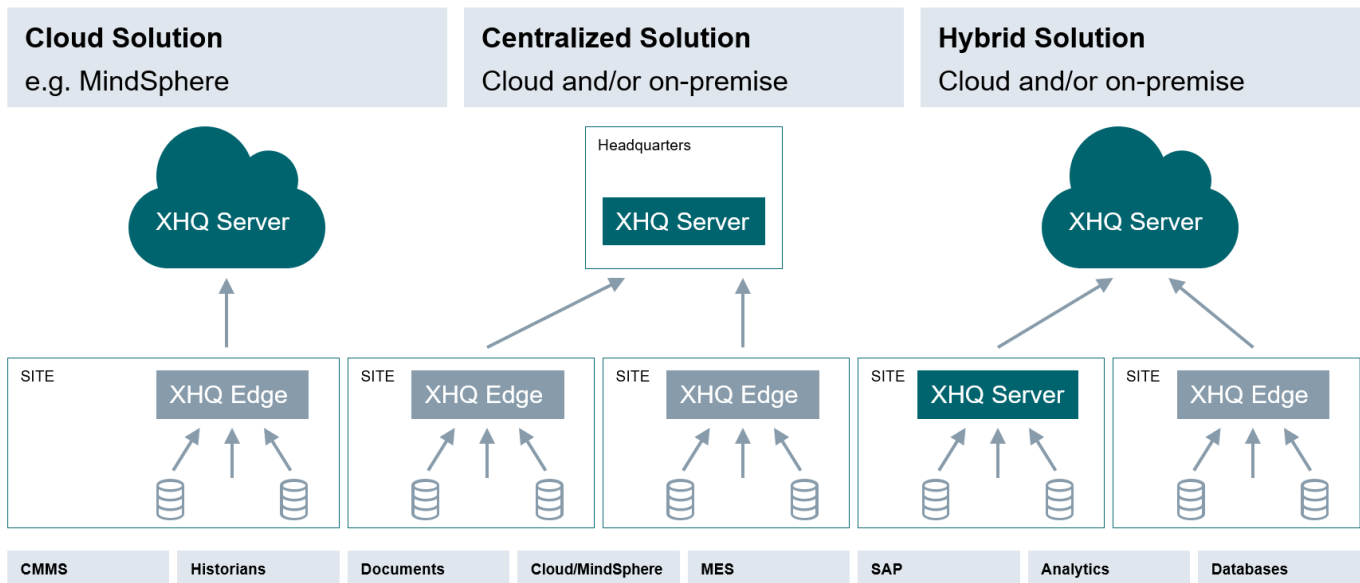 Cloud Solution
e.g. MindSphere
Centralized Solution
Cloud and/or on-premise
Hybrid Solution
Cloud and/or on-premise
XHQ Server
Headquarters
XHQ Server
XHQ Server
SITE
XHQ Edge
SITE
XHQ Edge
SITE
XHQ Edge
SITE
XHQ Server
SITE
XHQ Edge
CMMS
Historians
Documents
Cloud/MindSphere
MES
SAP
Analytics
Databases